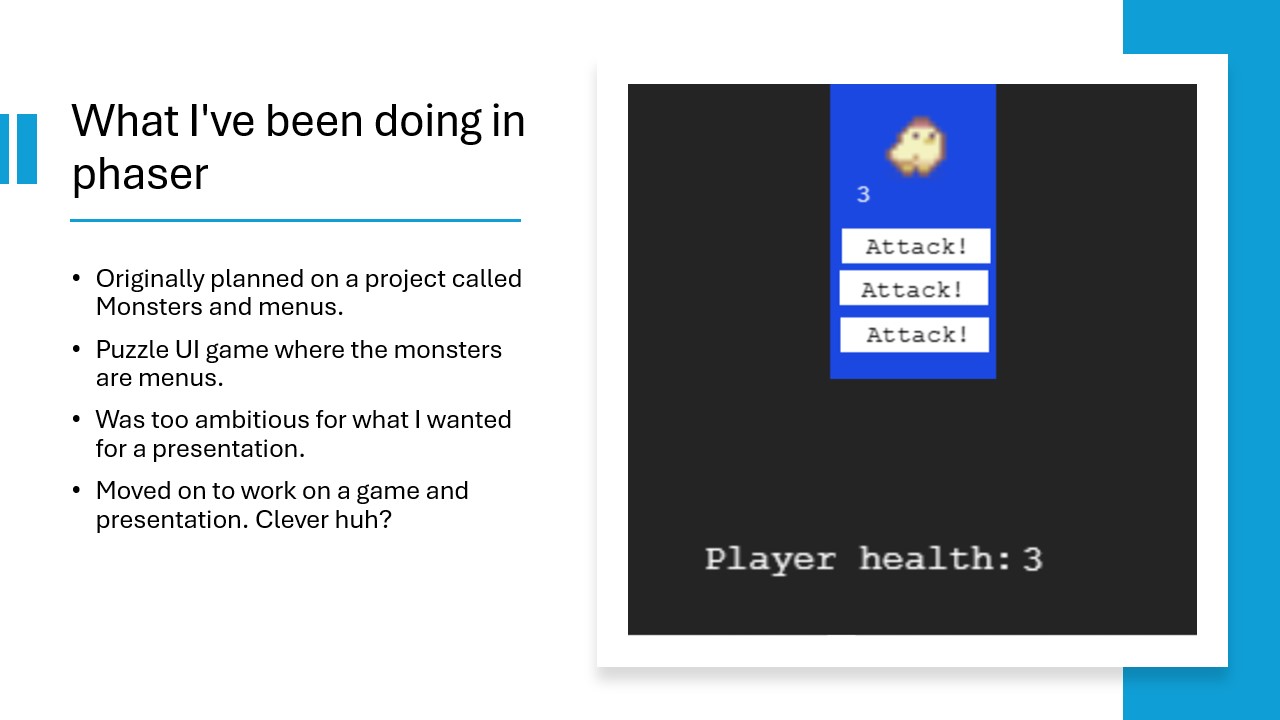 What I've been doing in
phaser
• Originally planned on a project called
Monsters and menus.
• Puzzle UI game where the monsters
are menus.
• Was too ambitious for what I wanted
for a presentation.
• Moved on to work on a game and
presentation. Clever huh?
3
Attack!
Attack!
Attack!
Player health: 3